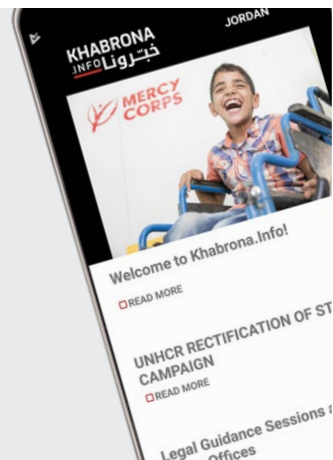 JORDAN
KHABRONA
.INFO خبّرونا
MERCY
CORPS
Welcome to Khabrona.Info!
READ MORE
UNHCR RECTIFICATION OF
CAMPAIGN
READ MORE
Legal Guidance Sessions
Offices